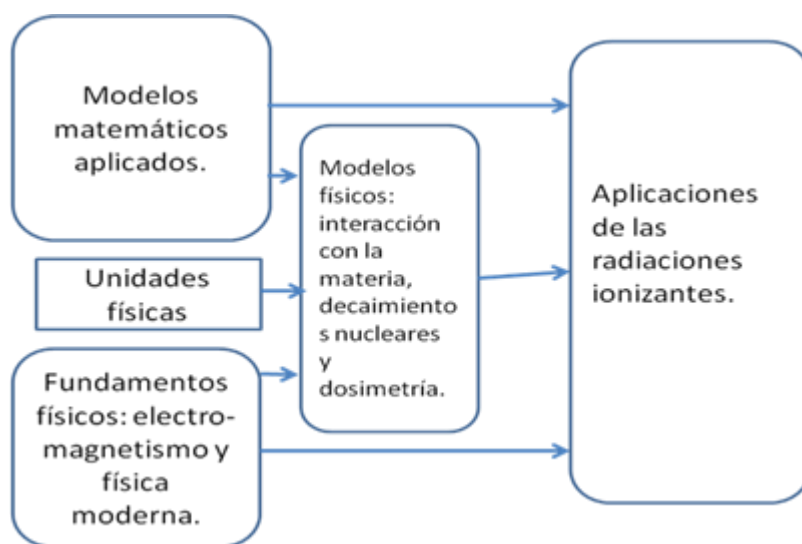 Modelos
matemáticos
aplicados.
Unidades
físicas
Fundamentos
físicos: electro-
magnetismo y
física
moderna.
Modelos
físicos:
interacción
con la
materia,
decaimiento
s nucleares
y
dosimetría.
Aplicaciones
de las
radiaciones
ionizantes.